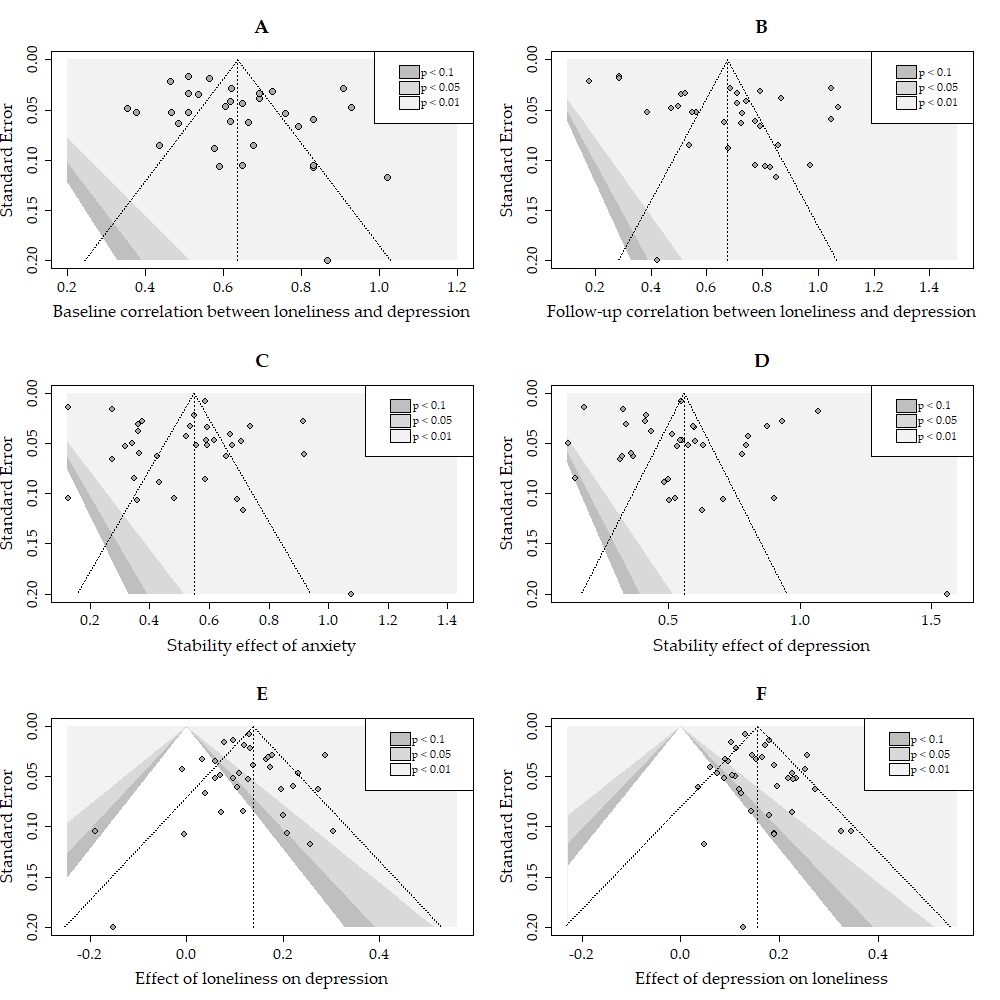 A
Standard Error
0.00
0.05
0.10
0.15
0.20
p < 0.1
p < 0.05
p < 0.01
0.2 0.4 0.6 0.8 1.0 1.2
Baseline correlation between loneliness and depression
B
Standard Error
0.00
0.05
0.10
0.15
0.20
p < 0.1
p < 0.05
p < 0.01
0.2 0.4 0.6 0.8 1.0 1.2 1.4
Follow-up correlation between loneliness and depression
C
Standard Error
0.00
0.05
0.10
0.15
0.20
p < 0.1
p < 0.05
p < 0.01
0.2 0.4 0.6 0.8 1.0 1.2 1.4
Stability effect of anxiety
D
Standard Error
0.00
0.05
0.10
0.15
0.20
p < 0.1
p < 0.05
p < 0.01
0.5 1.0 1.5
Stability effect of depression
E
Standard Error
0.00
0.05
0.10
0.15
0.20
p < 0.1
p < 0.05
p < 0.01
-0.2 0.0 0.2 0.4
Effect of loneliness on depression
F
Standard Error
0.00
0.05
0.10
0.15
0.20
p < 0.1
p < 0.05
p < 0.01
-0.2 0.0 0.2 0.4
Effect of depression on loneliness